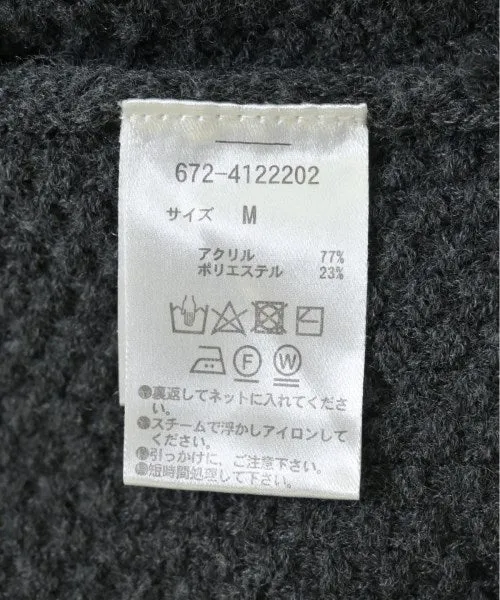 672-4122202
サイズ M
アクリル 77%
ポリエステル 23%
F W
裏返してネットに入れてくださ
い。
スチームで浮かしアイロンして
ください。
引っかけに、ご注意下さい。
短時間処理して下さい。